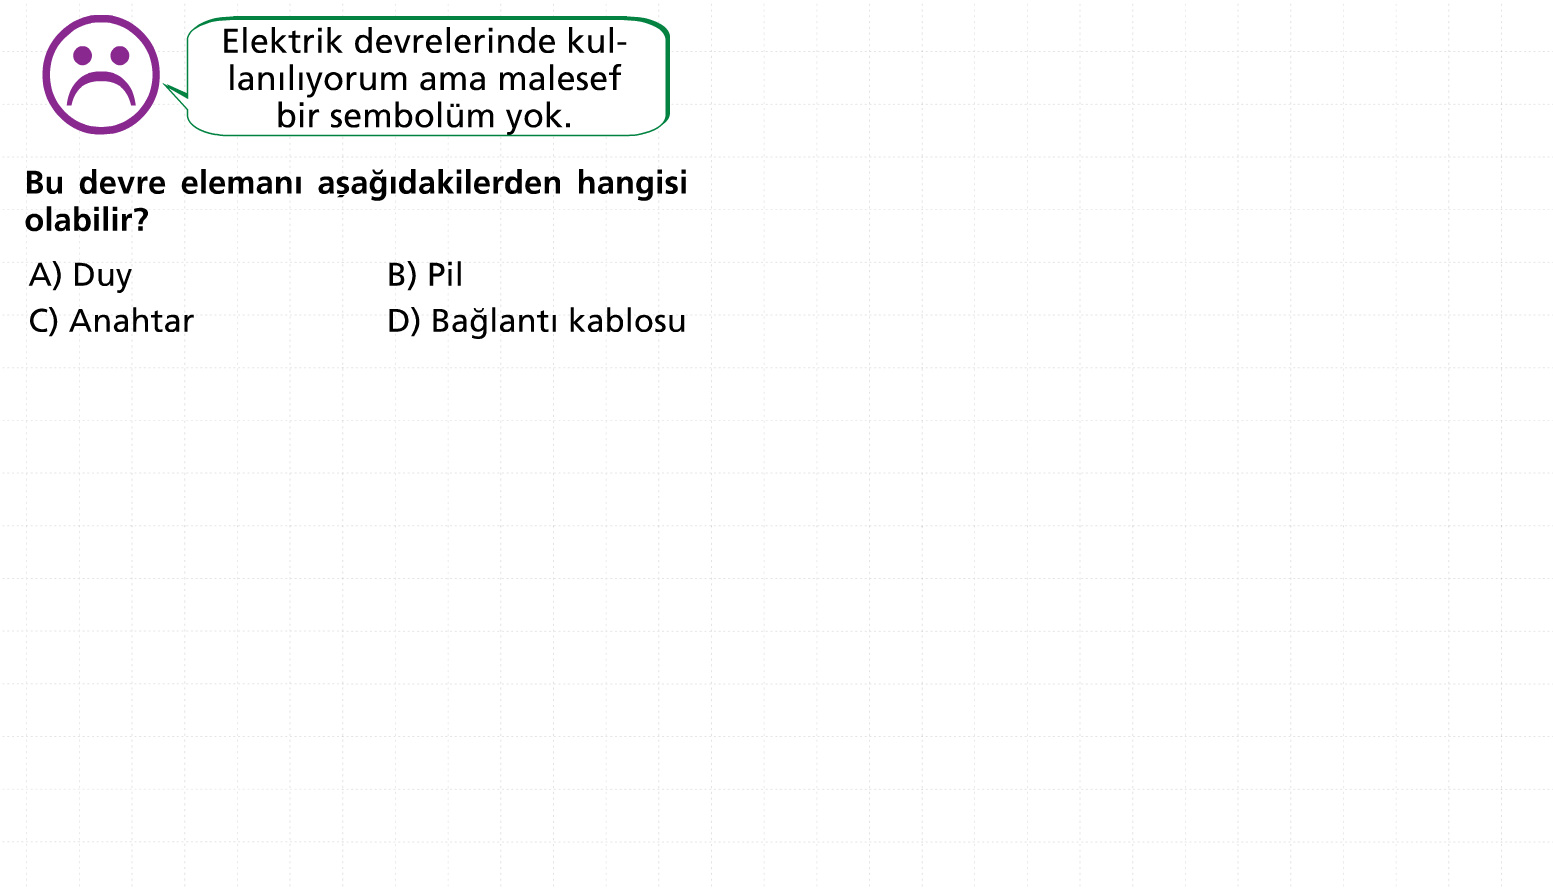 Elektrik devrelerinde kul-
lanılıyorum ama malesef
bir sembolüm yok.
Bu devre elemanı aşağıdakilerden hangisi
olabilir?
A) Duy B) Pil
C) Anahtar D) Bağlantı kablosu